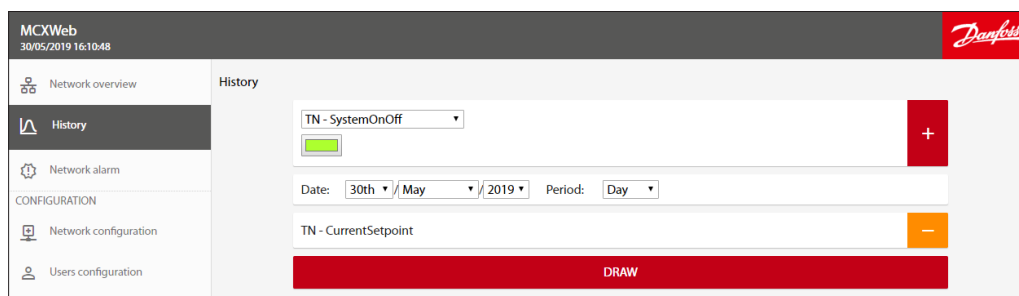 MCXWeb
30/05/2019 16:10:48
Danfoss
Network overview
History
Network alarm
CONFIGURATION
Network configuration
Users configuration
History
TN - SystemOnOff
+
Date: 30th / May / 2019 Period: Day
TN - CurrentSetpoint
−
DRAW